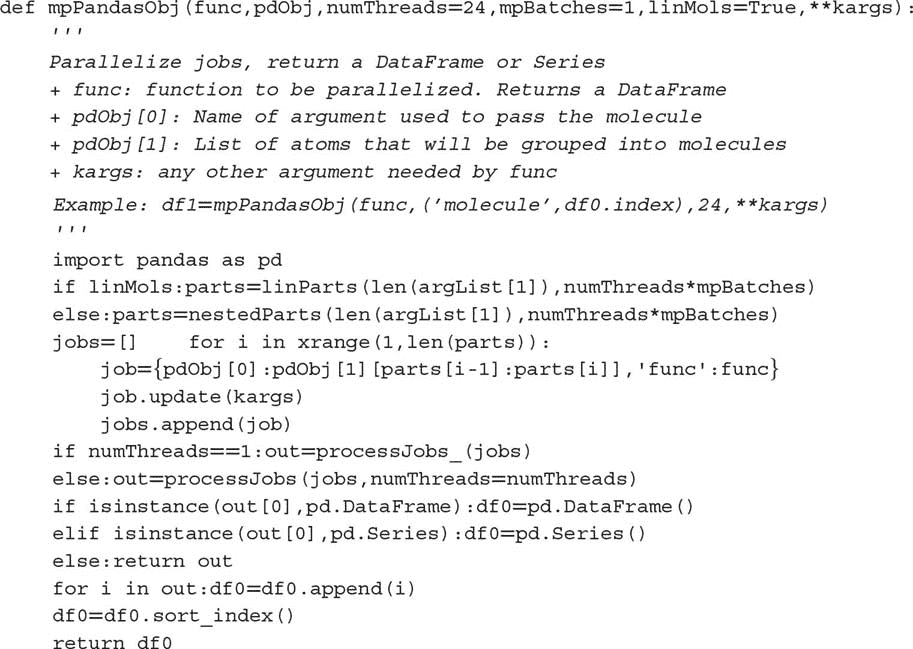 def mpPandasObj(func,pdObj,numThreads=24,mpBatches=1,linMols=True,**kargs):
'''
Parallelize jobs, return a DataFrame or Series
+ func: function to be parallelized. Returns a DataFrame
+ pdObj[0]: Name of argument used to pass the molecule
+ pdObj[1]: List of atoms that will be grouped into molecules
+ kargs: any other argument needed by func
Example: df1=mpPandasObj(func,('molecule',df0.index),24,**kargs)
'''
import pandas as pd
if linMols:parts=linParts(len(argList[1]),numThreads*mpBatches)
else:parts=nestedParts(len(argList[1]),numThreads*mpBatches)
jobs=[]    for i in xrange(1,len(parts)):
job={pdObj[0]:pdObj[1][parts[i-1]:parts[i]],'func':func}
job.update(kargs)
jobs.append(job)
if numThreads==1:out=processJobs_(jobs)
else:out=processJobs(jobs,numThreads=numThreads)
if isinstance(out[0],pd.DataFrame):df0=pd.DataFrame()
elif isinstance(out[0],pd.Series):df0=pd.Series()
else:return out
for i in out:df0=df0.append(i)
df0=df0.sort_index()
return df0